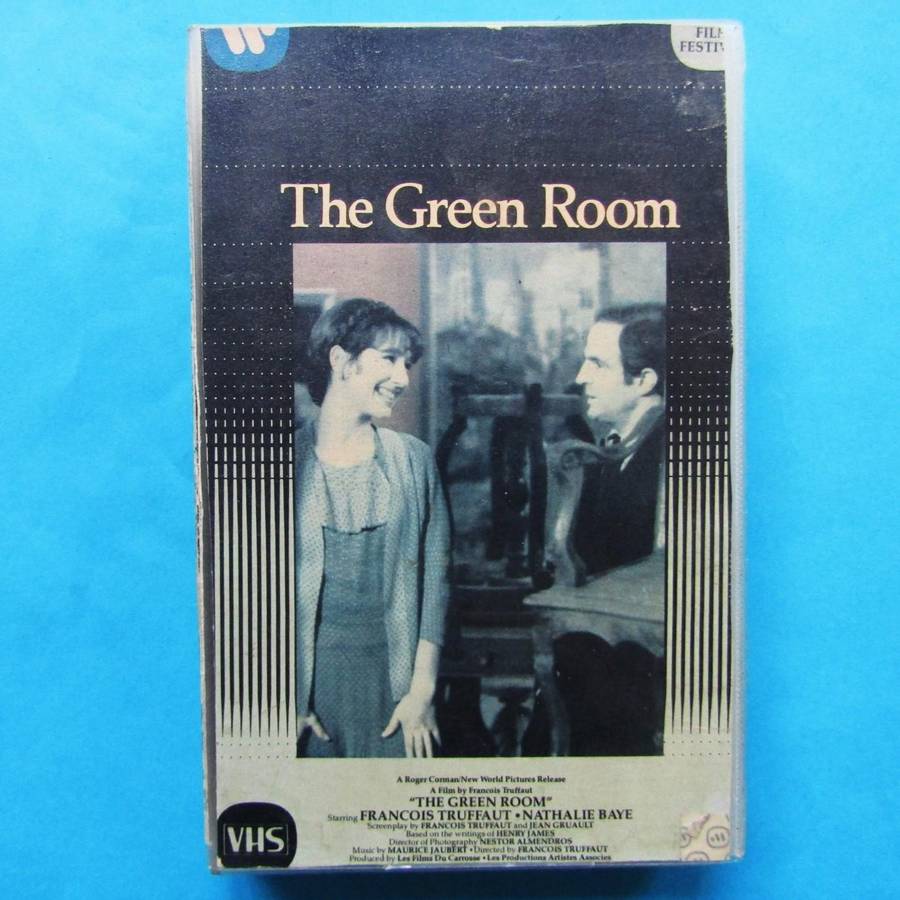 FILM
FESTIV
The Green Room
A Roger Corman/New World Pictures Release
A Film by Francois Truffaut
"THE GREEN ROOM"
Starring FRANCOIS TRUFFAUT • NATHALIE BAYE
Screenplay by FRANCOIS TRUFFAUT and JEAN GRUAULT
Based on the writings of HENRY JAMES
Director of Photography NESTOR ALMENDROS
Music by MAURICE JAUBERT • Directed by FRANCOIS TRUFFAUT
Produced by Les Films Du Carrosse • Les Productions Artistes Associes
VHS